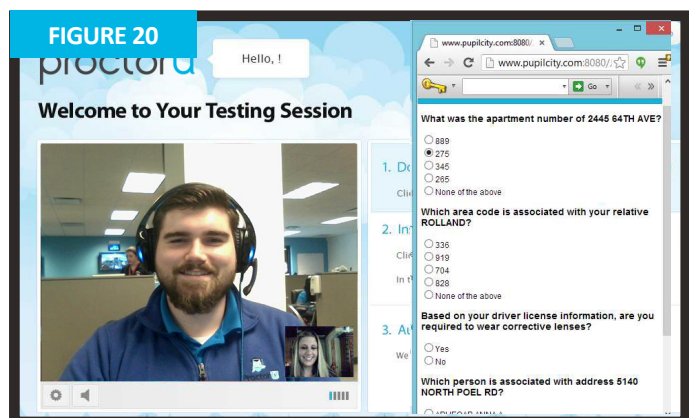 FIGURE 20
proctoru
Hello, !
Welcome to Your Testing Session
1. Do
Clic
2. In
Clic
In t
3. Au
We
www.pupilcity.com:8080/
www.pupilcity.com:8080/
Go
What was the apartment number of 2445 64TH AVE?
889
275
345
265
None of the above
Which area code is associated with your relative
ROLLAND?
336
919
704
828
None of the above
Based on your driver license information, are you
required to wear corrective lenses?
Yes
No
Which person is associated with address 5140
NORTH POEL RD?